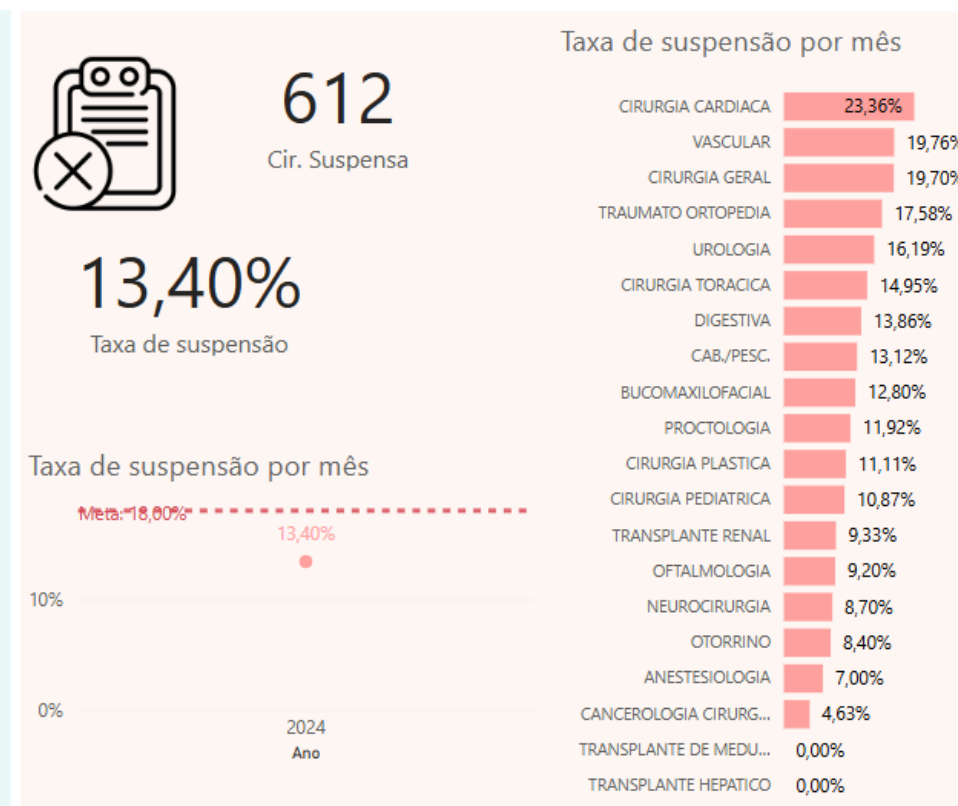 612
Cir. Suspensa
13,40%
Taxa de suspensão
Taxa de suspensão por mês
Meta: 18,00%
13,40%
10%
0%
2024
Ano
Taxa de suspensão por mês
CIRURGIA CARDIACA 23,36%
VASCULAR 19,76%
CIRURGIA GERAL 19,70%
TRAUMATO ORTOPEDIA 17,58%
UROLOGIA 16,19%
CIRURGIA TORACICA 14,95%
DIGESTIVA 13,86%
CAB./PESC. 13,12%
BUCOMAXILOFACIAL 12,80%
PROCTOLOGIA 11,92%
CIRURGIA PLASTICA 11,11%
CIRURGIA PEDIATRICA 10,87%
TRANSPLANTE RENAL 9,33%
OFTALMOLOGIA 9,20%
NEUROCIRURGIA 8,70%
OTORRINO 8,40%
ANESTESIOLOGIA 7,00%
CANCEROLOGIA CIRURG... 4,63%
TRANSPLANTE DE MEDU... 0,00%
TRANSPLANTE HEPATICO 0,00%